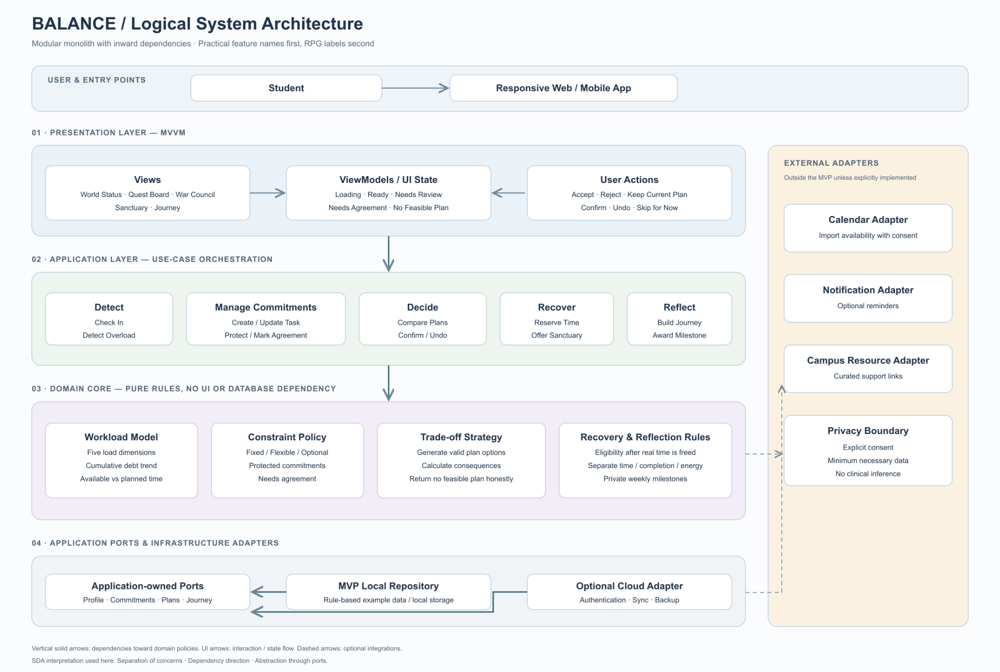 BALANCE / Logical System Architecture
Modular monolith with inward dependencies · Practical feature names first, RPG labels second
USER & ENTRY POINTS
Student
Responsive Web / Mobile App
01 · PRESENTATION LAYER — MVVM
Views
World Status · Quest Board · War Council
Sanctuary · Journey
ViewModels / UI State
Loading · Ready · Needs Review
Needs Agreement · No Feasible Plan
User Actions
Accept · Reject · Keep Current Plan
Confirm · Undo · Skip for Now
02 · APPLICATION LAYER — USE-CASE ORCHESTRATION
Detect
Check In
Detect Overload
Manage Commitments
Create / Update Task
Protect / Mark Agreement
Decide
Compare Plans
Confirm / Undo
Recover
Reserve Time
Offer Sanctuary
Reflect
Build Journey
Award Milestone
03 · DOMAIN CORE — PURE RULES, NO UI OR DATABASE DEPENDENCY
Workload Model
Five load dimensions
Cumulative debt trend
Available vs planned time
Constraint Policy
Fixed / Flexible / Optional
Protected commitments
Needs agreement
Trade-off Strategy
Generate valid plan options
Calculate consequences
Return no feasible plan honestly
Recovery & Reflection Rules
Eligibility after real time is freed
Separate time / completion / energy
Private weekly milestones
04 · APPLICATION PORTS & INFRASTRUCTURE ADAPTERS
Application-owned Ports
Profile · Commitments · Plans · Journey
MVP Local Repository
Rule-based example data / local storage
Optional Cloud Adapter
Authentication · Sync · Backup
EXTERNAL ADAPTERS
Outside the MVP unless explicitly implemented
Calendar Adapter
Import availability with consent
Notification Adapter
Optional reminders
Campus Resource Adapter
Curated support links
Privacy Boundary
Explicit consent
Minimum necessary data
No clinical inference
Vertical solid arrows: dependencies toward domain policies. UI arrows: interaction / state flow. Dashed arrows: optional integrations.
SDA interpretation used here: Separation of concerns · Dependency direction · Abstraction through ports.